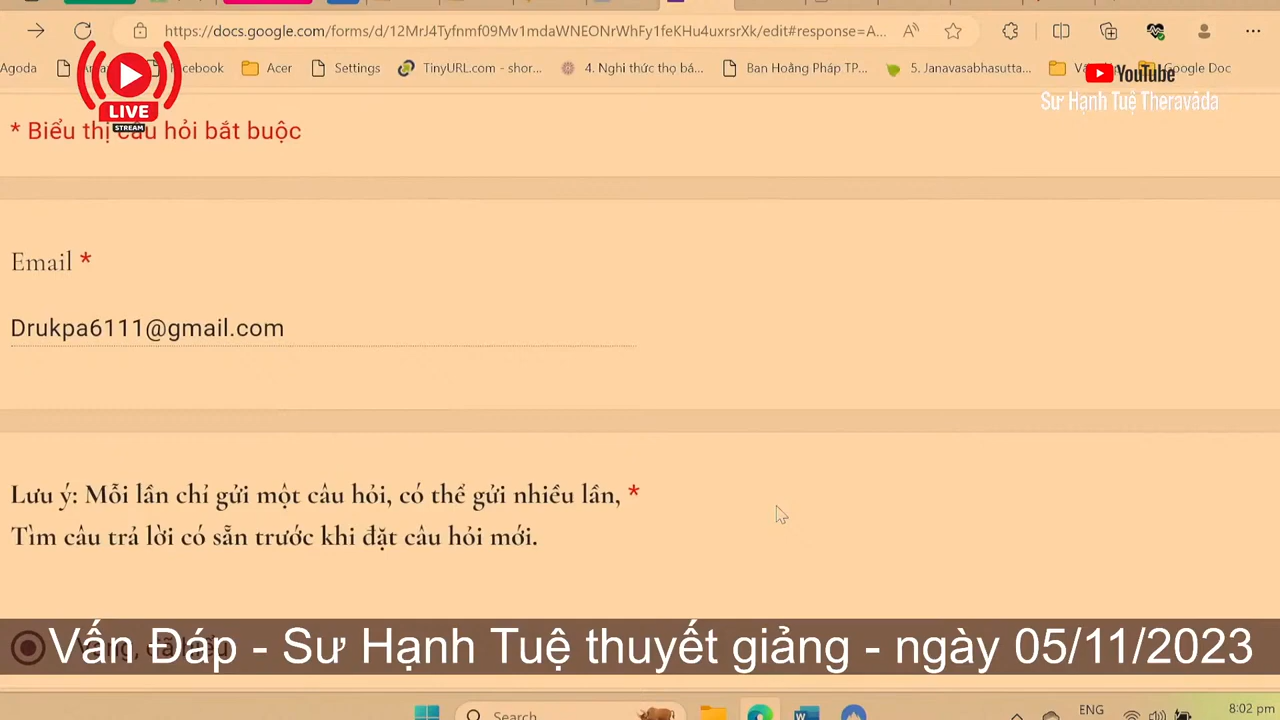 https://docs.google.com/forms/d/12MrJ4Tyfnmf09Mv1mdaWNEONrWhFy1feKHu4uxrsrXk/edit#response=A...
Agoda
Facebook
Acer
Settings
TinyURL.com - shor...
4. Nghi thức thọ bá...
Ban Hoằng Pháp TP...
5. Janavasabhasutta...
Google Doc
LIVE
STREAM
YouTube
Sư Hạnh Tuệ Theravāda
* Biểu thị câu hỏi bắt buộc
Email *
Drukpa6111@gmail.com
Lưu ý: Mỗi lần chỉ gửi một câu hỏi, có thể gửi nhiều lần, *
Tìm câu trả lời có sẵn trước khi đặt câu hỏi mới.
Vấn Đáp - Sư Hạnh Tuệ thuyết giảng - ngày 05/11/2023
Search
ENG
8:02 pm